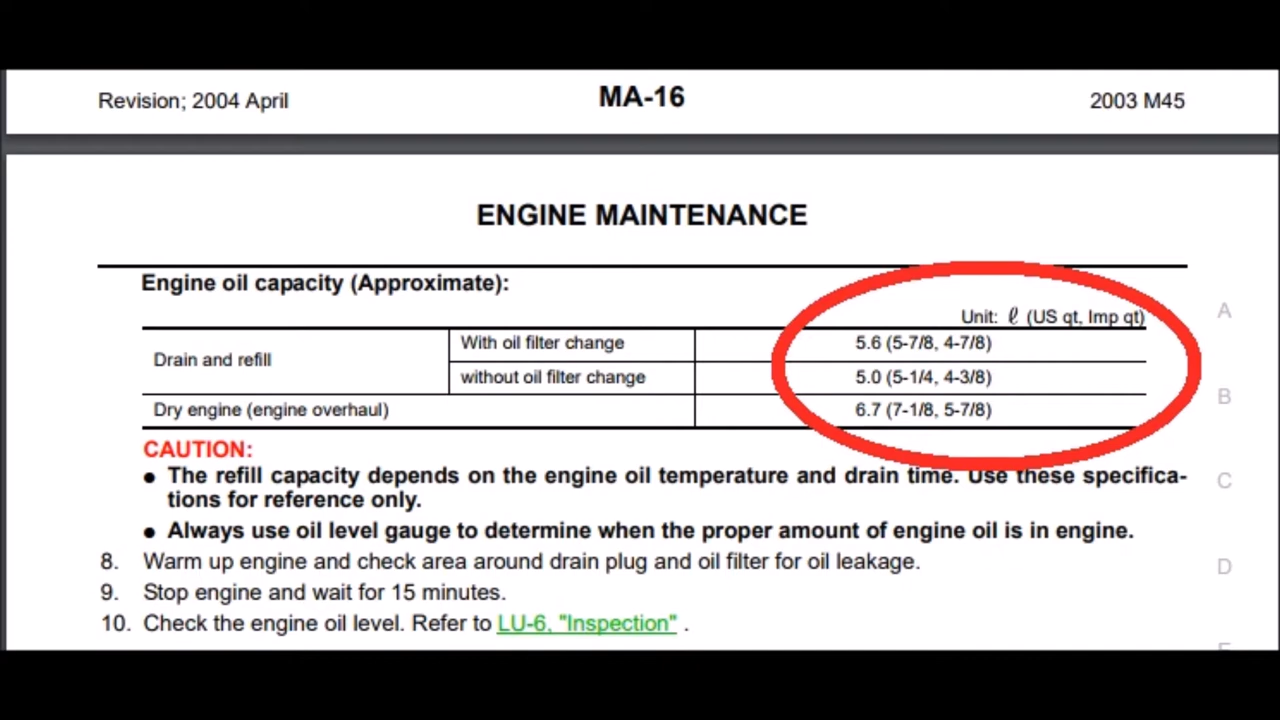 Revision; 2004 April MA-16 2003 M45
ENGINE MAINTENANCE
Engine oil capacity (Approximate):
Unit: ℓ (US qt, Imp qt)
Drain and refill
With oil filter change 5.6 (5-7/8, 4-7/8)
without oil filter change 5.0 (5-1/4, 4-3/8)
Dry engine (engine overhaul) 6.7 (7-1/8, 5-7/8)
CAUTION:
● The refill capacity depends on the engine oil temperature and drain time. Use these specifica-
tions for reference only.
● Always use oil level gauge to determine when the proper amount of engine oil is in engine.
8. Warm up engine and check area around drain plug and oil filter for oil leakage.
9. Stop engine and wait for 15 minutes.
10. Check the engine oil level. Refer to LU-6, "Inspection" .
A
B
C
D